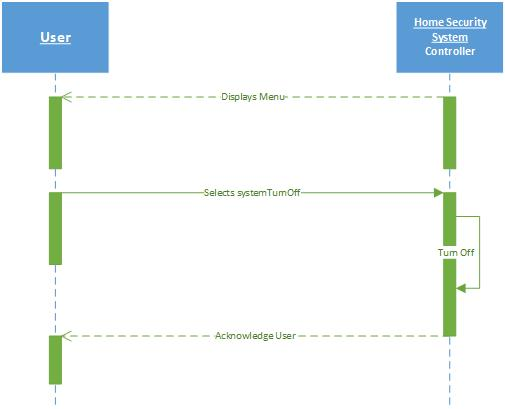 User
Home Security
System
Controller
Displays Menu
Selects systemTurnOff
Turn Off
Acknowledge User